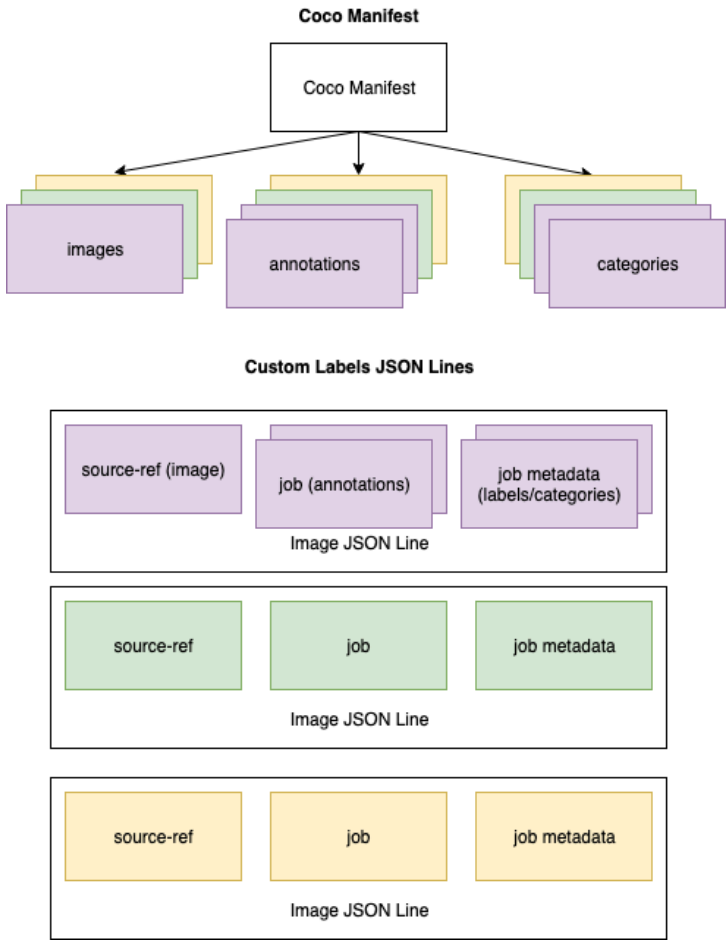 Coco Manifest
Coco Manifest
images
annotations
categories
Custom Labels JSON Lines
source-ref (image)
job (annotations)
job metadata
(labels/categories)
Image JSON Line
source-ref
job
job metadata
Image JSON Line
source-ref
job
job metadata
Image JSON Line